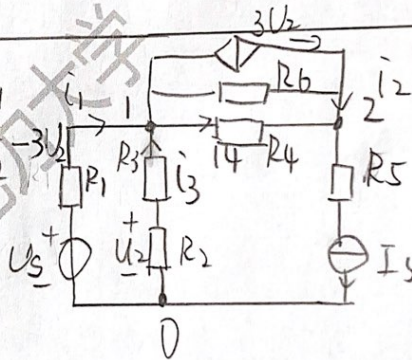 3U₂
R6
i₁
1
i₂
2
-3U₂
R₁
R₃
i₃
i4
R4
R5
Us
+
-
+
U₂
-
R₂
Is
0
大学